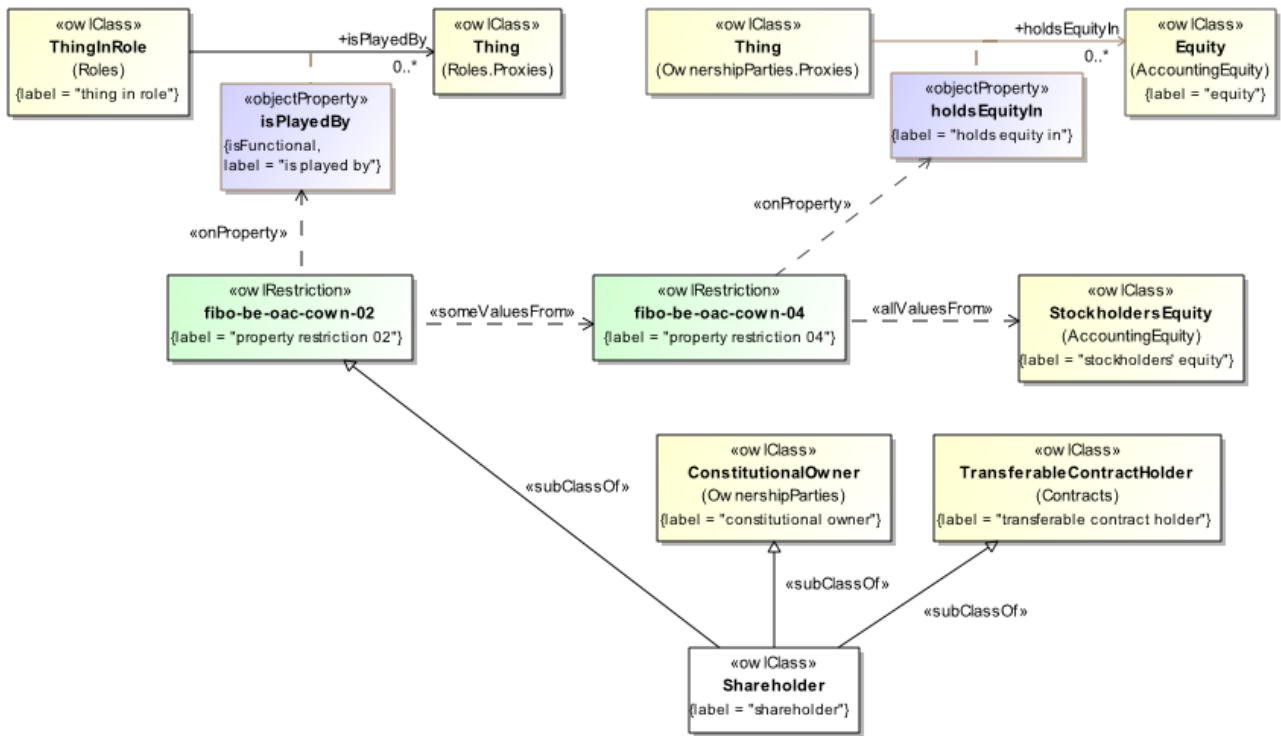 «owlClass»
ThingInRole
(Roles)
{label = "thing in role"}
+isPlayedBy
0..*
«owlClass»
Thing
(Roles.Proxies)
«objectProperty»
isPlayedBy
{isFunctional,
label = "is played by"}
«owlClass»
Thing
(OwnershipParties.Proxies)
+holdsEquityIn
0..*
«owlClass»
Equity
(AccountingEquity)
{label = "equity"}
«objectProperty»
holdsEquityIn
{label = "holds equity in"}
«onProperty»
«onProperty»
«owlRestriction»
fibo-be-oac-cown-02
{label = "property restriction 02"}
«someValuesFrom»
«owlRestriction»
fibo-be-oac-cown-04
{label = "property restriction 04"}
«allValuesFrom»
«owlClass»
StockholdersEquity
(AccountingEquity)
{label = "stockholders' equity"}
«owlClass»
ConstitutionalOwner
(OwnershipParties)
{label = "constitutional owner"}
«owlClass»
TransferableContractHolder
(Contracts)
{label = "transferable contract holder"}
«subClassOf»
«subClassOf»
«subClassOf»
«owlClass»
Shareholder
{label = "shareholder"}